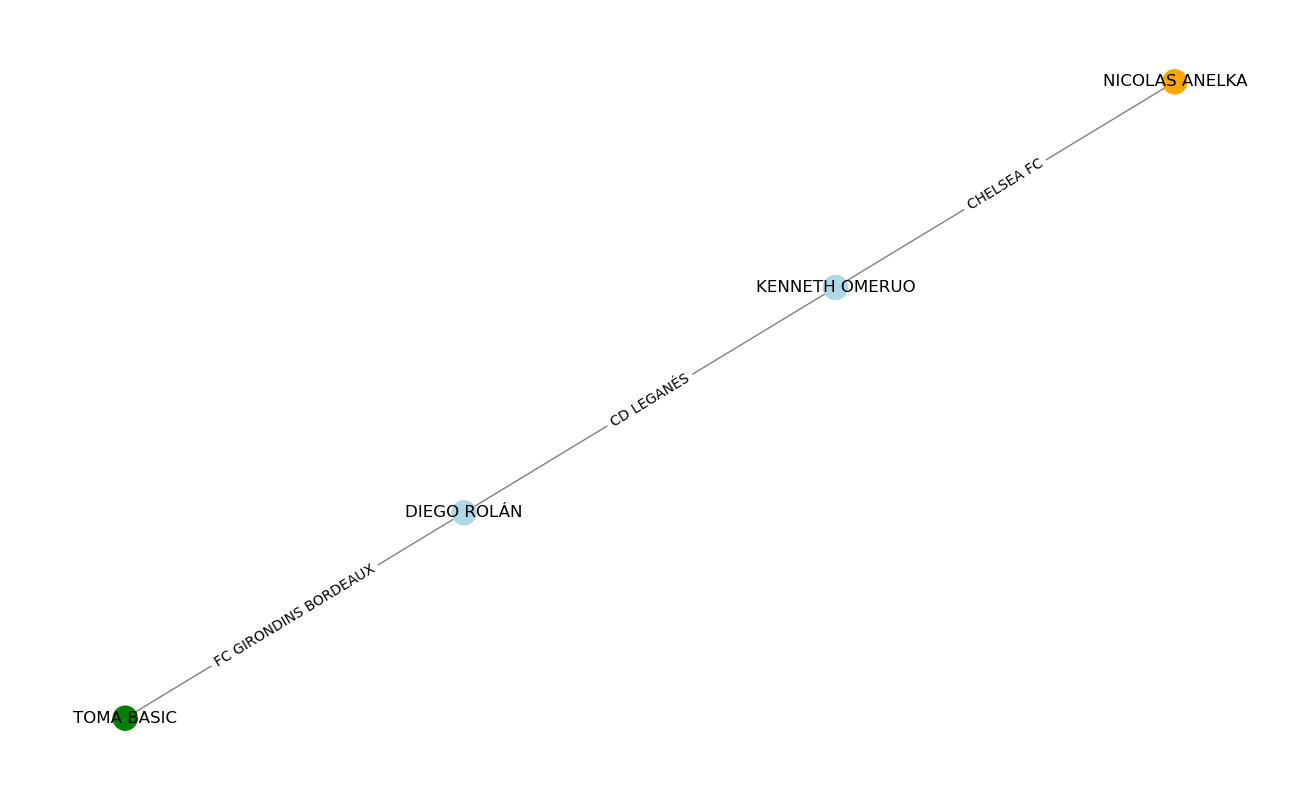 NICOLAS ANELKA
CHELSEA FC
KENNETH OMERUO
CD LEGANÉS
DIEGO ROLÁN
FC GIRONDINS BORDEAUX
TOMA BASIC